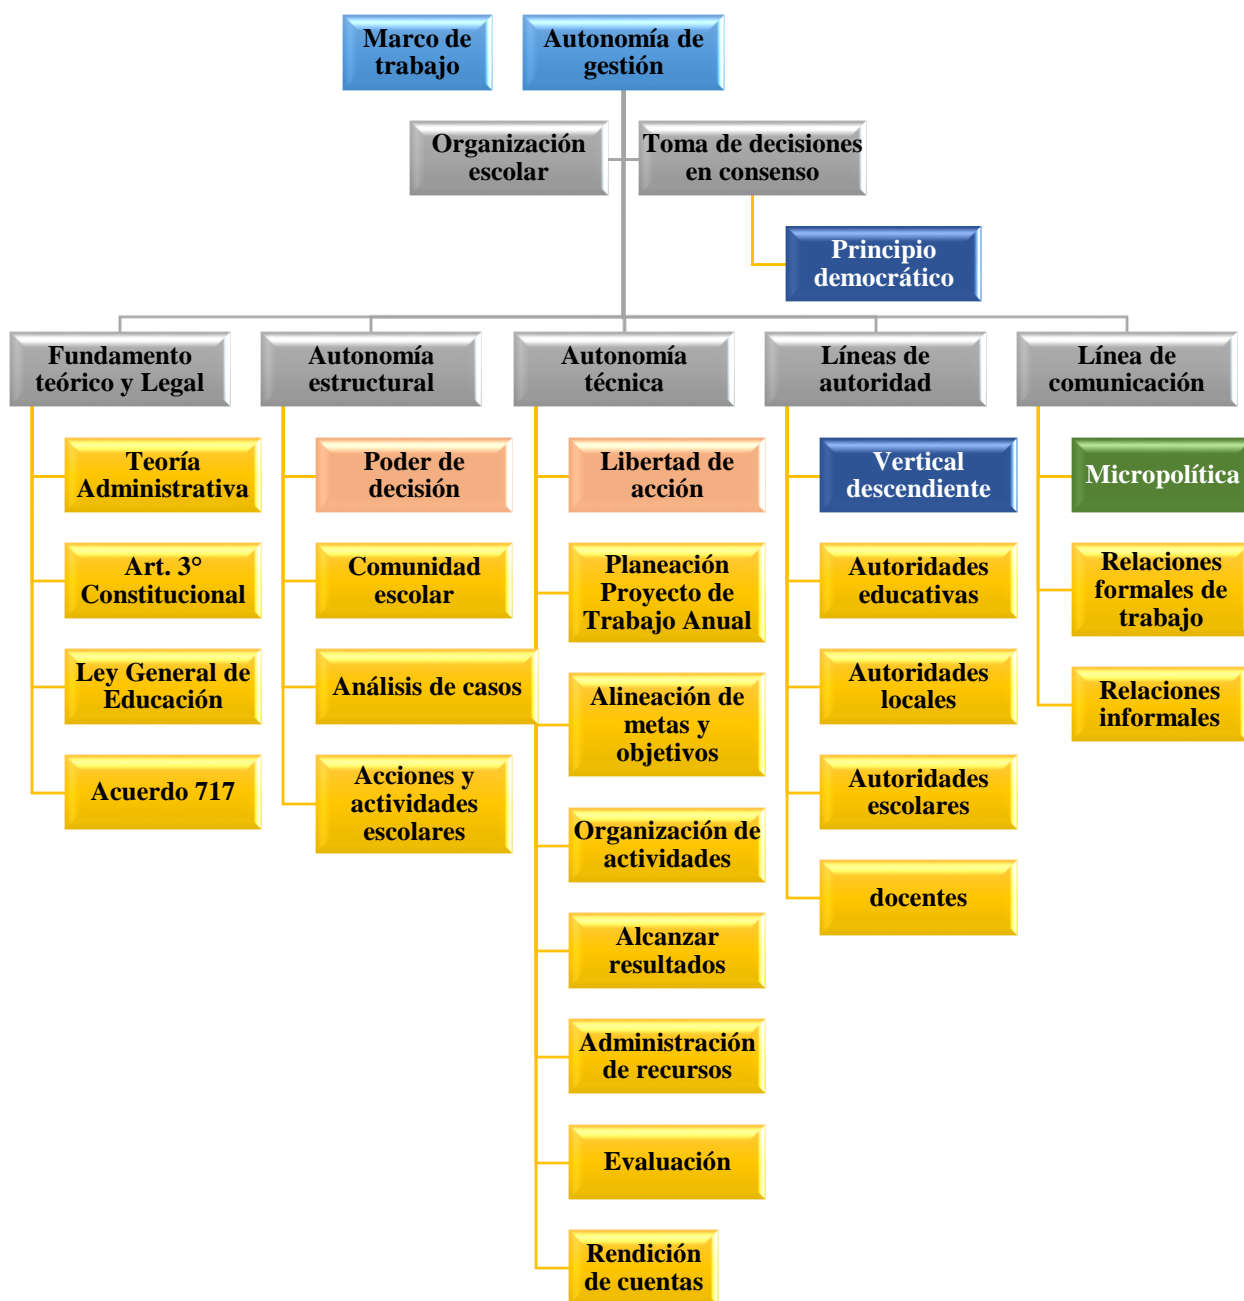 Marco de
trabajo
Autonomía de
gestión
Organización
escolar
Toma de decisiones
en consenso
Principio
democrático
Fundamento
teórico y Legal
Teoría
Administrativa
Art. 3°
Constitucional
Ley General de
Educación
Acuerdo 717
Autonomía
estructural
Poder de
decisión
Comunidad
escolar
Análisis de casos
Acciones y
actividades
escolares
Autonomía
técnica
Libertad de
acción
Planeación
Proyecto de
Trabajo Anual
Alineación de
metas y
objetivos
Organización de
actividades
Alcanzar
resultados
Administración
de recursos
Evaluación
Rendición
de cuentas
Líneas de
autoridad
Vertical
descendiente
Autoridades
educativas
Autoridades
locales
Autoridades
escolares
docentes
Línea de
comunicación
Micropolítica
Relaciones
formales de
trabajo
Relaciones
informales